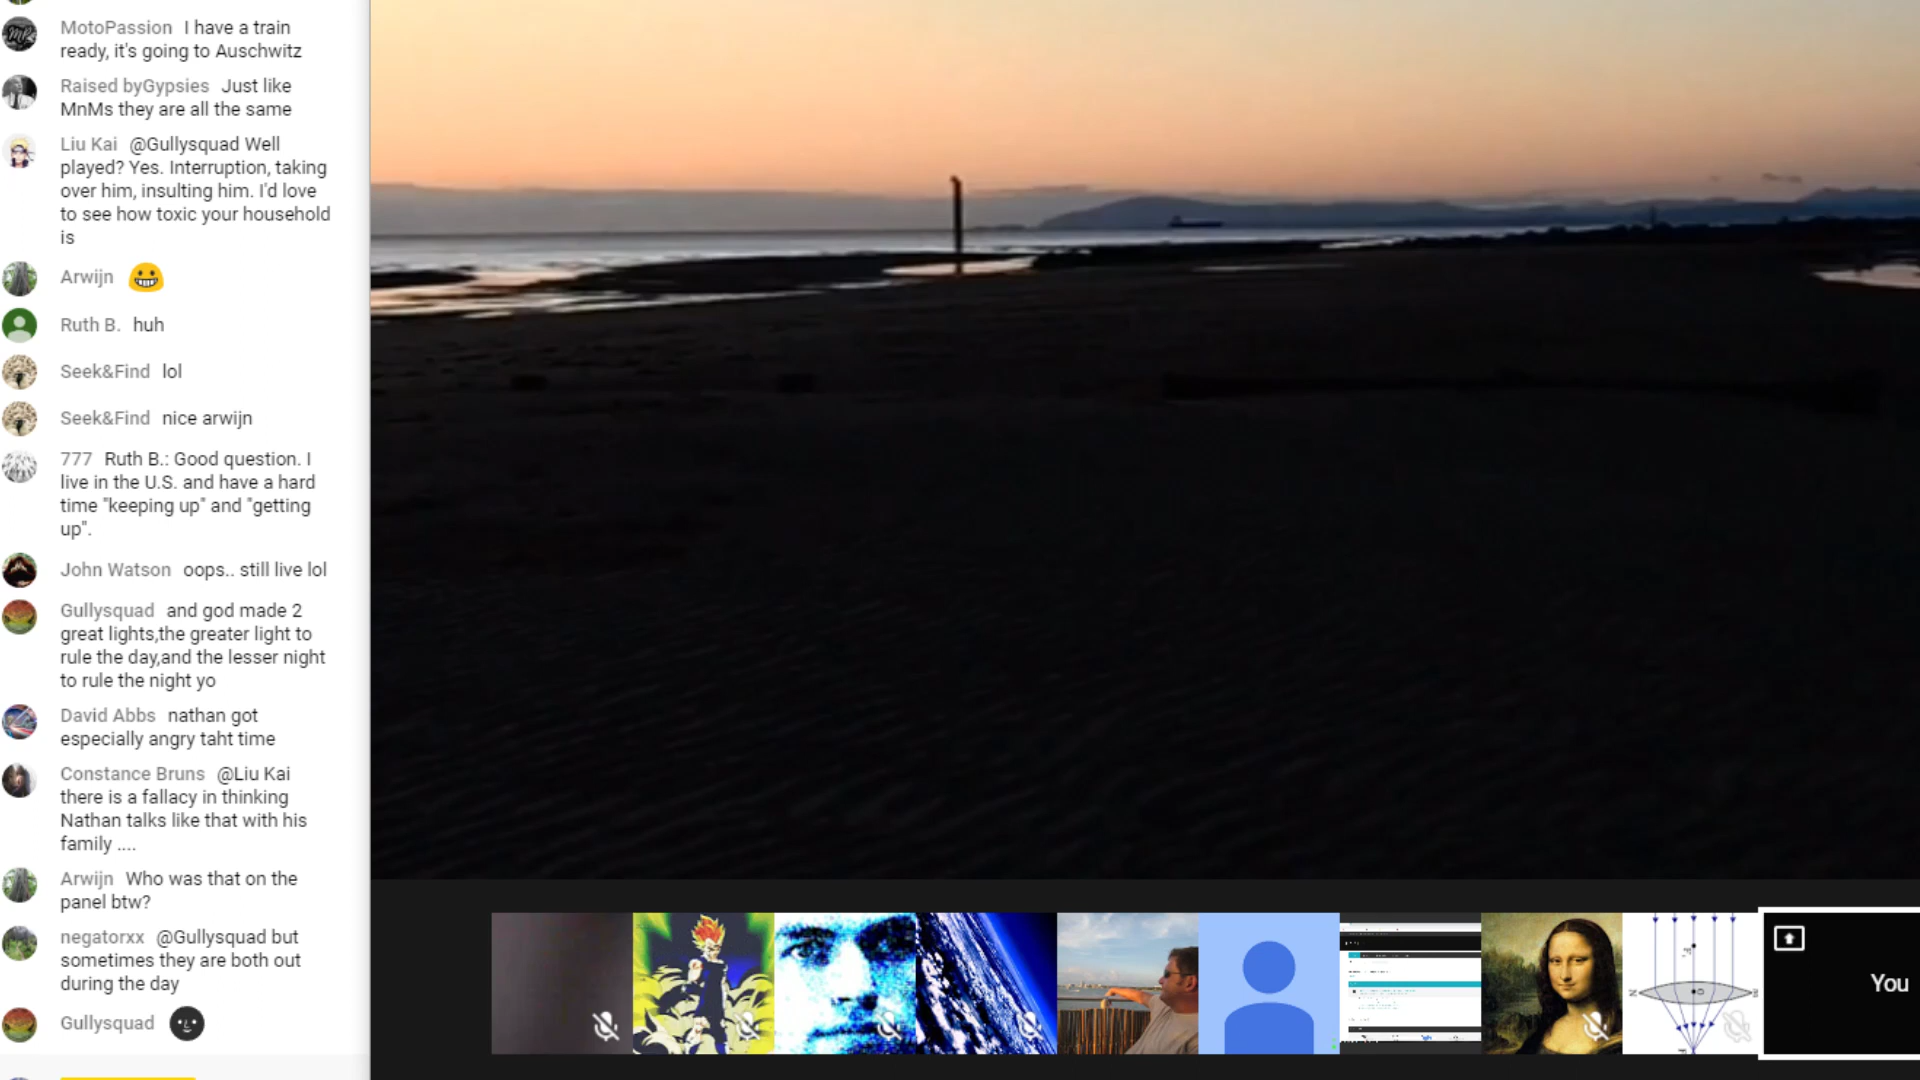 MotoPassion I have a train
ready, it's going to Auschwitz
Raised byGypsies Just like
MnMs they are all the same
Liu Kai @Gullysquad Well
played? Yes. Interruption, taking
over him, insulting him. I'd love
to see how toxic your household
is
Arwijn
Ruth B. huh
Seek&Find lol
Seek&Find nice arwijn
777 Ruth B.: Good question. I
live in the U.S. and have a hard
time "keeping up" and "getting
up".
John Watson oops.. still live lol
Gullysquad and god made 2
great lights,the greater light to
rule the day,and the lesser night
to rule the night yo
David Abbs nathan got
especially angry taht time
Constance Bruns @Liu Kai
there is a fallacy in thinking
Nathan talks like that with his
family ....
Arwijn Who was that on the
panel btw?
negatorxx @Gullysquad but
sometimes they are both out
during the day
Gullysquad
You